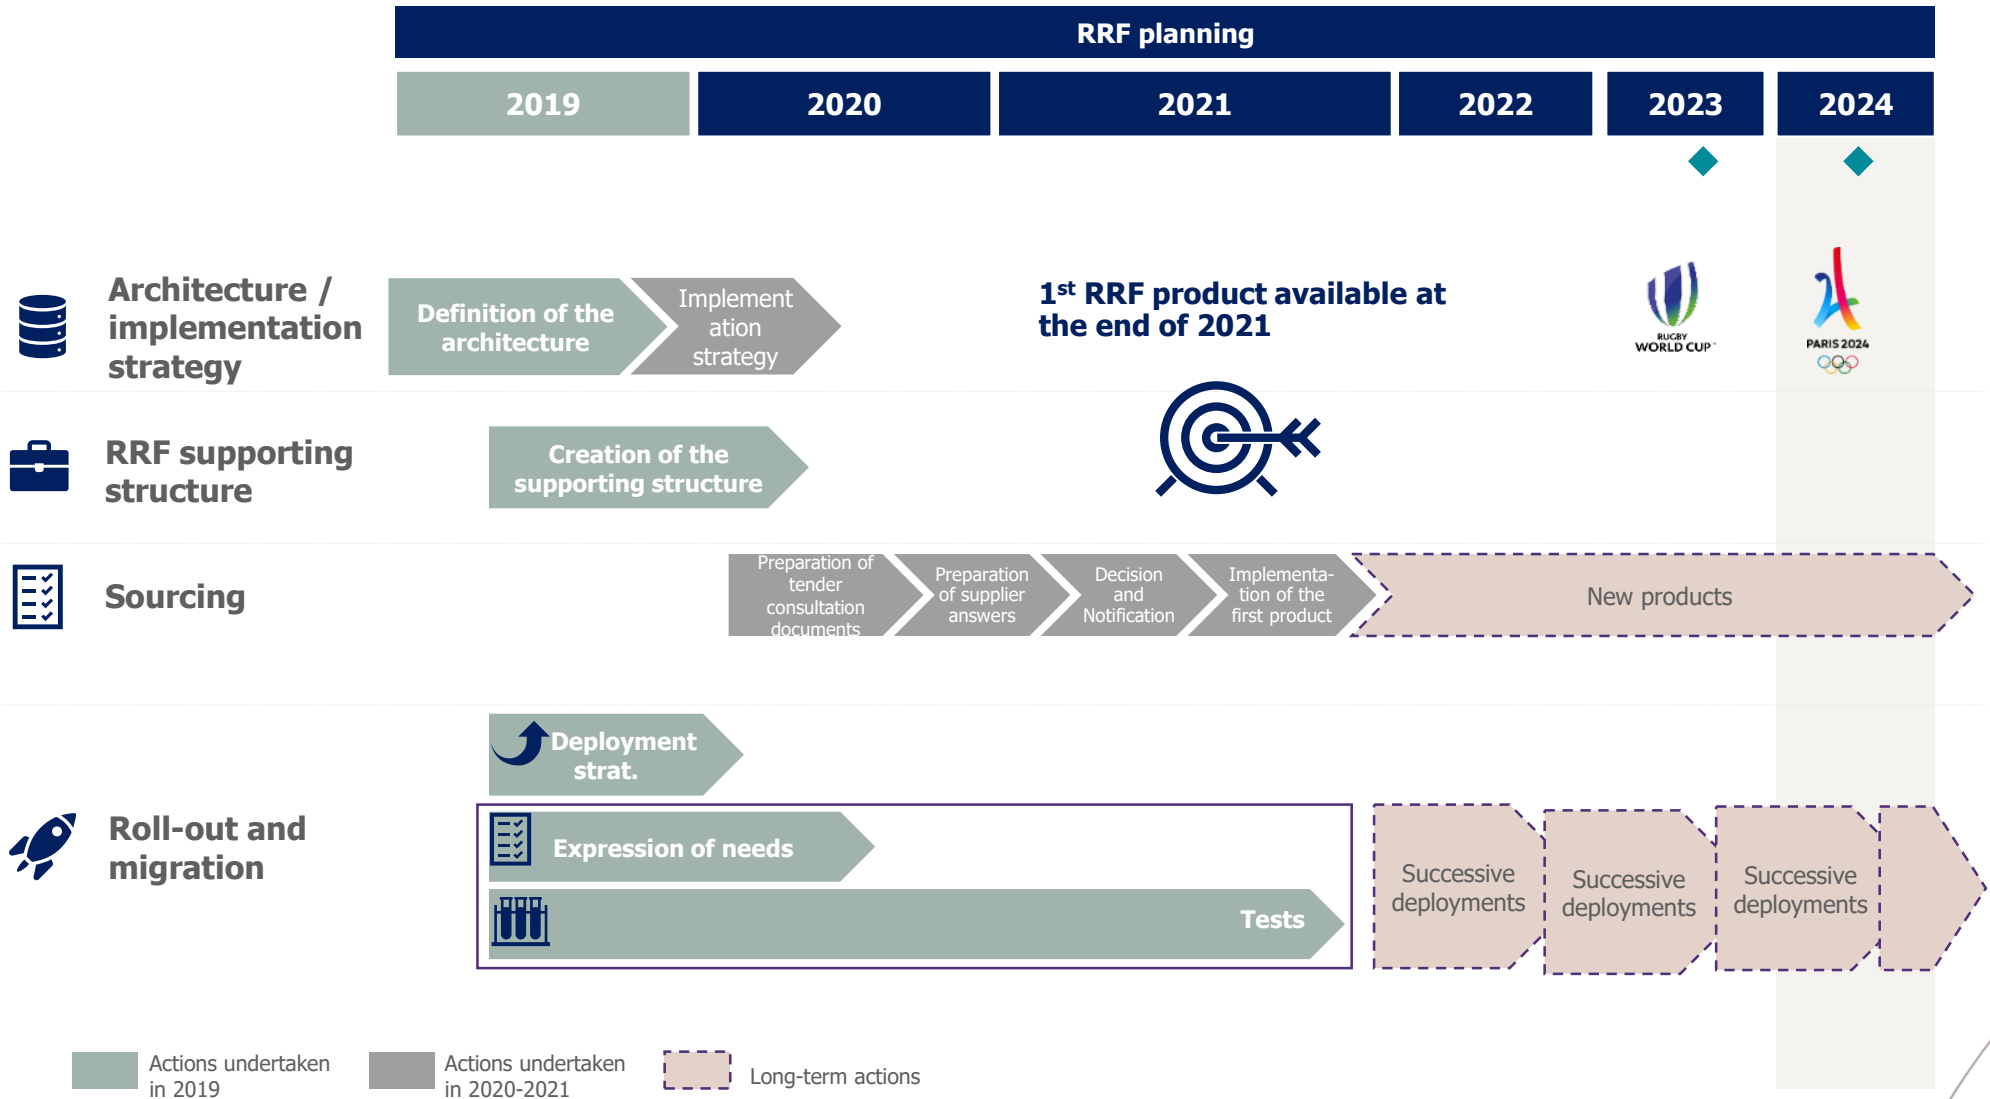 RRF planning
2019
2020
2021
2022
2023
2024
Architecture /
implementation
strategy
Definition of the
architecture
Implement
ation
strategy
1st RRF product available at
the end of 2021
RUGBY
WORLD CUP™
PARIS 2024
RRF supporting
structure
Creation of the
supporting structure
Sourcing
Preparation of
tender
consultation
documents
Preparation
of supplier
answers
Decision
and
Notification
Implementa-
tion of the
first product
New products
Roll-out and
migration
Deployment
strat.
Expression of needs
Tests
Successive
deployments
Successive
deployments
Successive
deployments
Actions undertaken
in 2019
Actions undertaken
in 2020-2021
Long-term actions